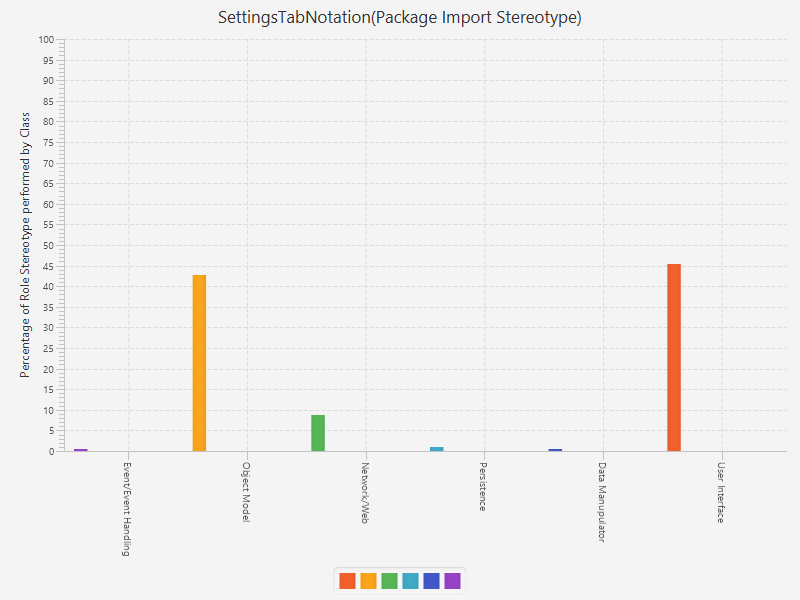 SettingsTabNotation(Package Import Stereotype)
Percentage of Role Stereotype performed by Class
100
95
90
85
80
75
70
65
60
55
50
45
40
35
30
25
20
15
10
5
0
Event/Event Handling
Object Model
Network/Web
Persistence
Data Manupulator
User Interface